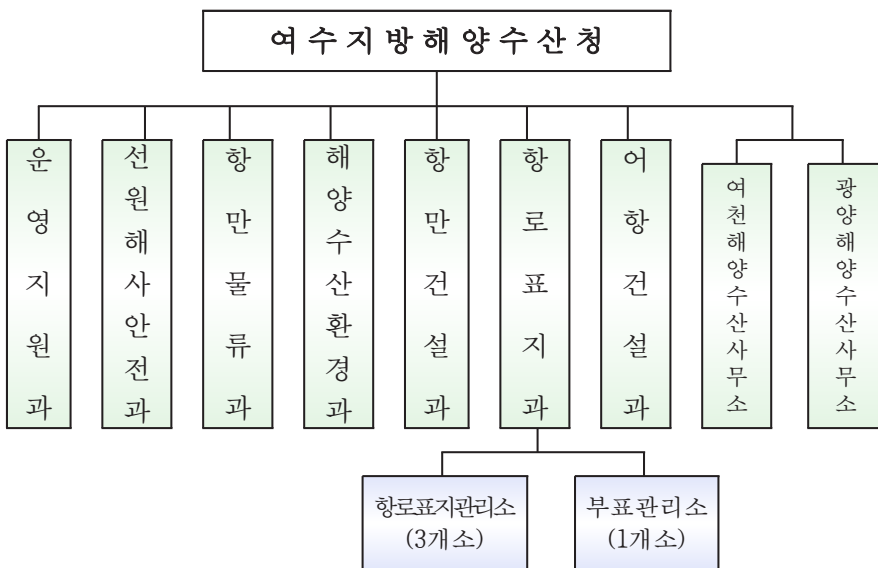 여수지방해양수산청
운영지원과
선원해사안전과
항만물류과
해양수산환경과
항만건설과
항로표지과
어항건설과
여천해양수산사무소
광양해양수산사무소
항로표지관리소
(3개소)
부표관리소
(1개소)